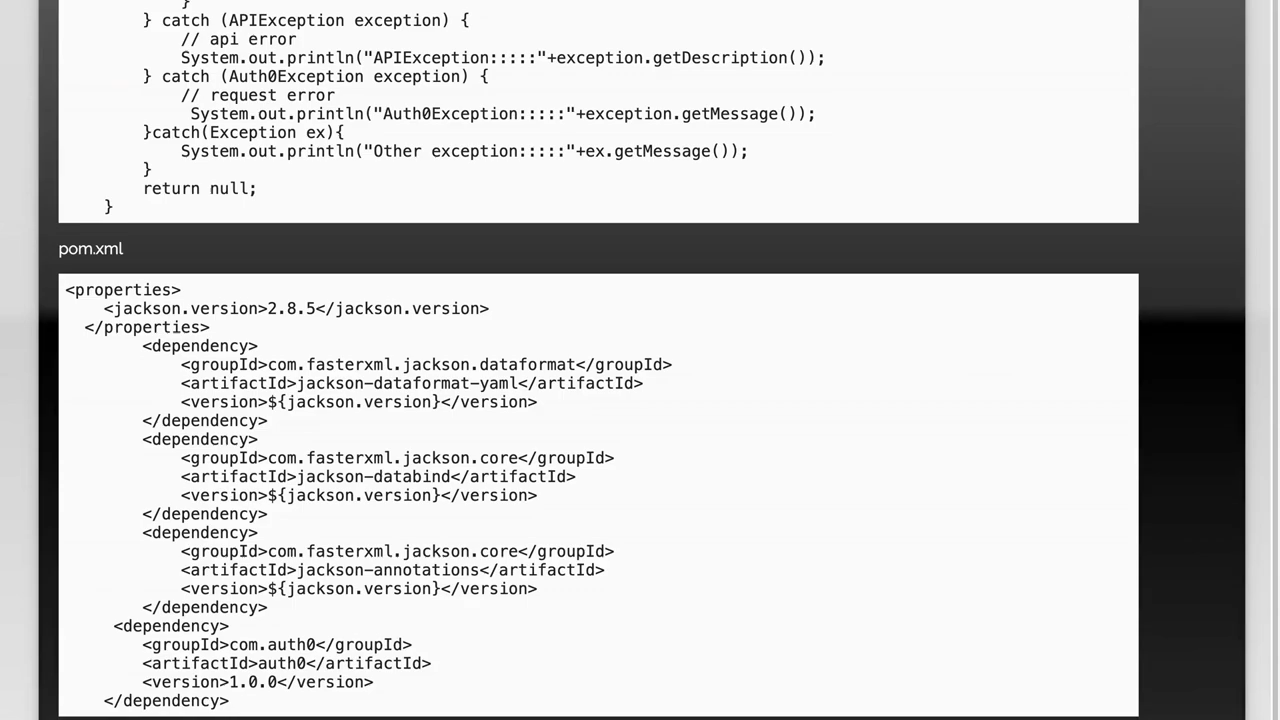 }
} catch (APIException exception) {
// api error
System.out.println("APIException:::::"+exception.getDescription());
} catch (Auth0Exception exception) {
// request error
System.out.println("Auth0Exception:::::"+exception.getMessage());
}catch(Exception ex){
System.out.println("Other exception:::::"+ex.getMessage());
}
return null;
}
pom.xml
<properties>
<jackson.version>2.8.5</jackson.version>
</properties>
<dependency>
<groupId>com.fasterxml.jackson.dataformat</groupId>
<artifactId>jackson-dataformat-yaml</artifactId>
<version>${jackson.version}</version>
</dependency>
<dependency>
<groupId>com.fasterxml.jackson.core</groupId>
<artifactId>jackson-databind</artifactId>
<version>${jackson.version}</version>
</dependency>
<dependency>
<groupId>com.fasterxml.jackson.core</groupId>
<artifactId>jackson-annotations</artifactId>
<version>${jackson.version}</version>
</dependency>
<dependency>
<groupId>com.auth0</groupId>
<artifactId>auth0</artifactId>
<version>1.0.0</version>
</dependency>